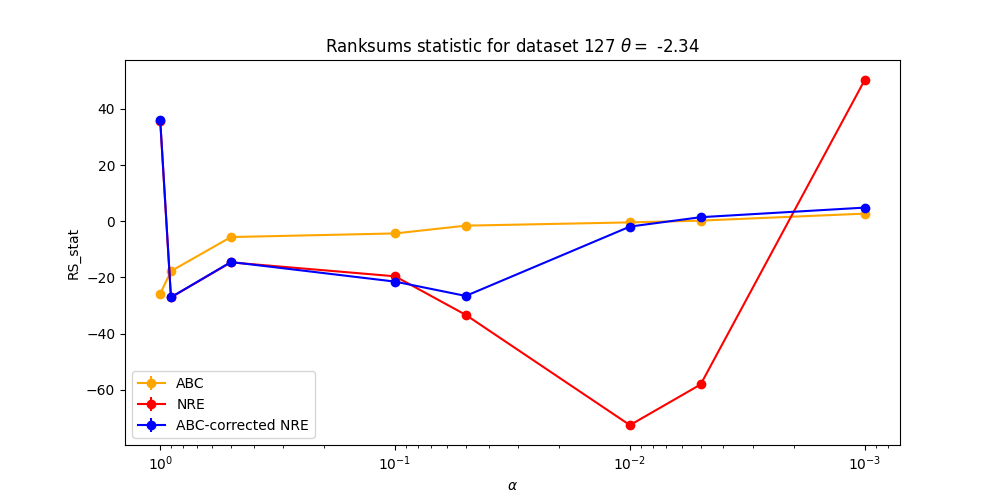 Ranksums statistic for dataset 127 θ = -2.34
RS_stat
40
20
0
−20
−40
−60
10⁰
10⁻¹
10⁻²
10⁻³
α
ABC
NRE
ABC-corrected NRE